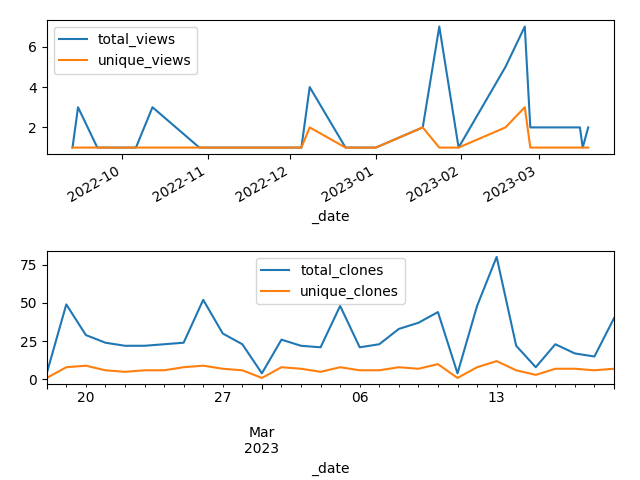 6
4
2
total_views
unique_views
2022-10
2022-11
2022-12
2023-01
2023-02
2023-03
_date
75
50
25
0
total_clones
unique_clones
20
27
06
13
Mar
2023
_date